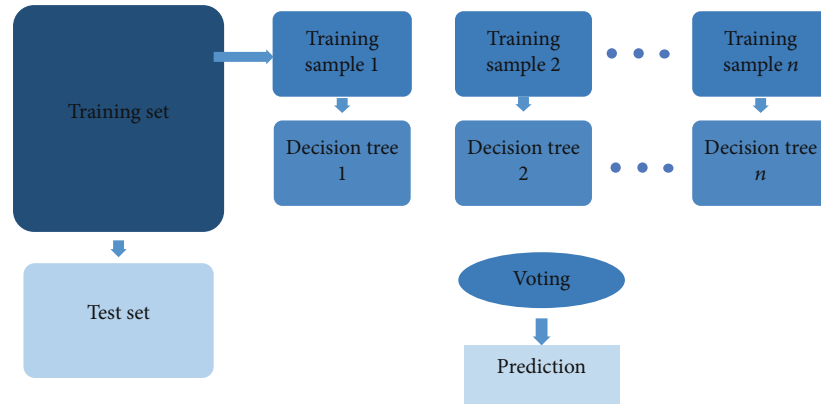 Training set
Training
sample 1
Training
sample 2
Training
sample n
Decision tree
1
Decision tree
2
Decision tree
n
Test set
Voting
Prediction